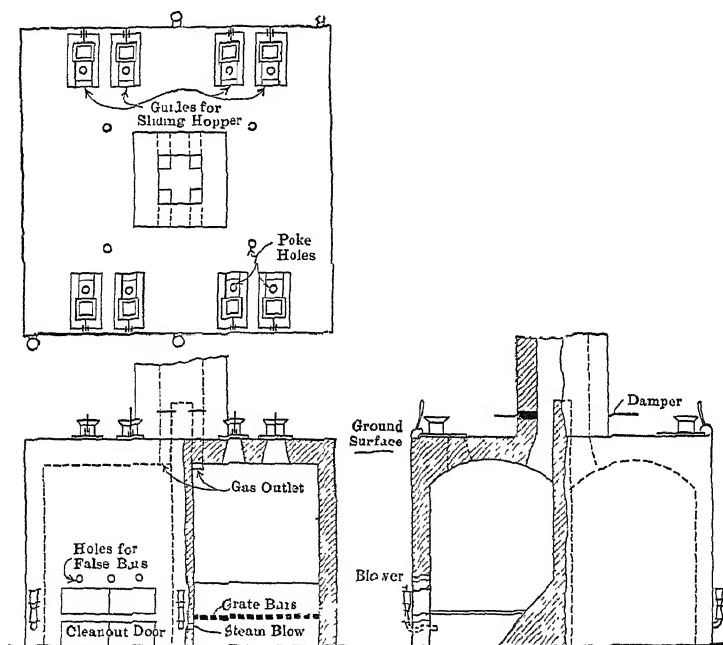 Guides for
Sliding Hopper
Poke
Holes
Damper
Ground
Surface
Gas Outlet
Holes for
False Bars
Blower
Grate Bars
Cleanout Door
Steam Blow